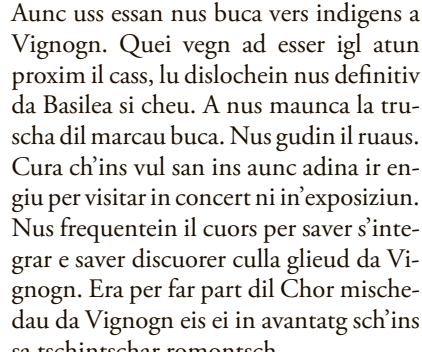 Aunc uss essan nus buca vers indigens a
Vignogn. Quei vegn ad esser igl atun
proxim il cass, lu dislochein nus definitiv
da Basilea si cheu. A nus maunca la tru-
scha dil marcau buca. Nus gudin il ruaus.
Cura ch’ins vul san ins aunc adina ir en-
giu per visitar in concert ni in’exposiziun.
Nus frequentein il cuors per saver s’inte-
grar e saver discuorer culla glieud da Vi-
gnogn. Era per far part dil Chor mische-
dau da Vignogn eis ei in avantatg sch’ins
sa tschintschar romontsch